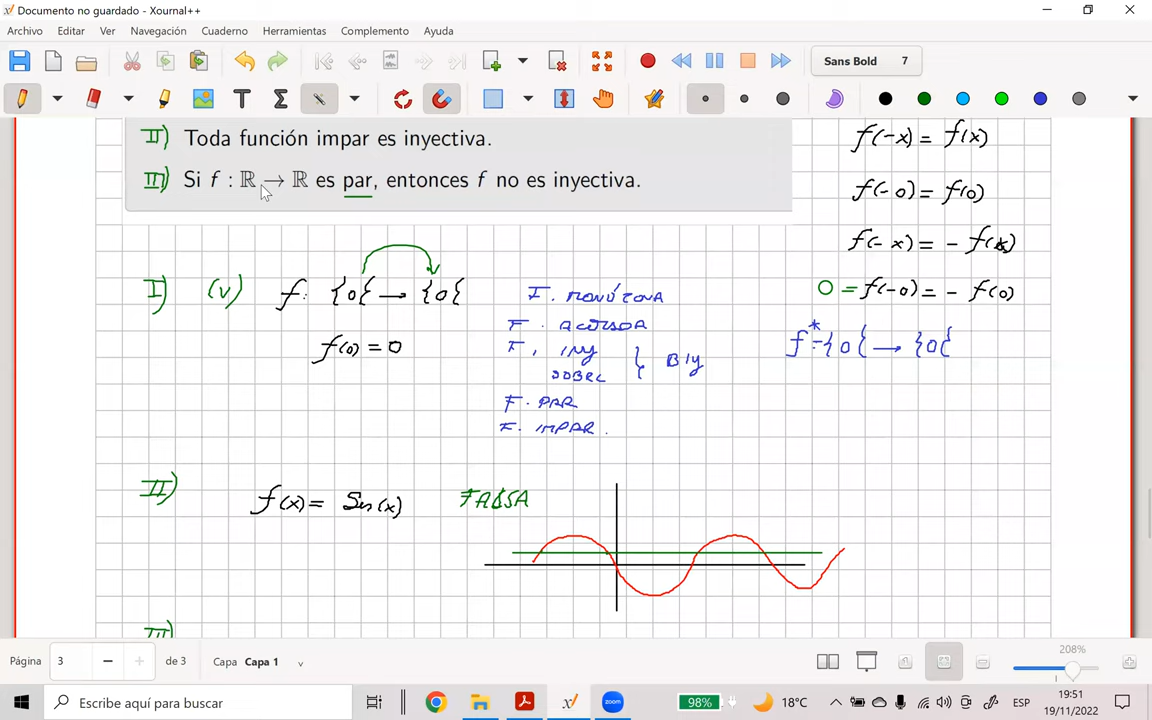 Documento no guardado - Xournal++
Archivo Editar Ver Navegación Cuaderno Herramientas Complemento Ayuda
Sans Bold 7
II) Toda función impar es inyectiva.
III) Si f : ℝ → ℝ es par, entonces f no es inyectiva.
f(-x) = f(x)
f(-0) = f(0)
f(-x) = - f(x)
0 = f(-0) = - f(0)
f* : {0{ → {0{
I) (V) f: {0{ → {0{
f(0) = 0
F. MONÓTONA
F. ACOTADA
F. INY
SOBRE
} BIY
F. PAR
F. IMPAR.
II) f(x) = Sen(x) FALSA
III)
Página 3 de 3 Capa Capa 1 208%
Escribe aquí para buscar
zoom
98% 18°C ESP 19:51
19/11/2022